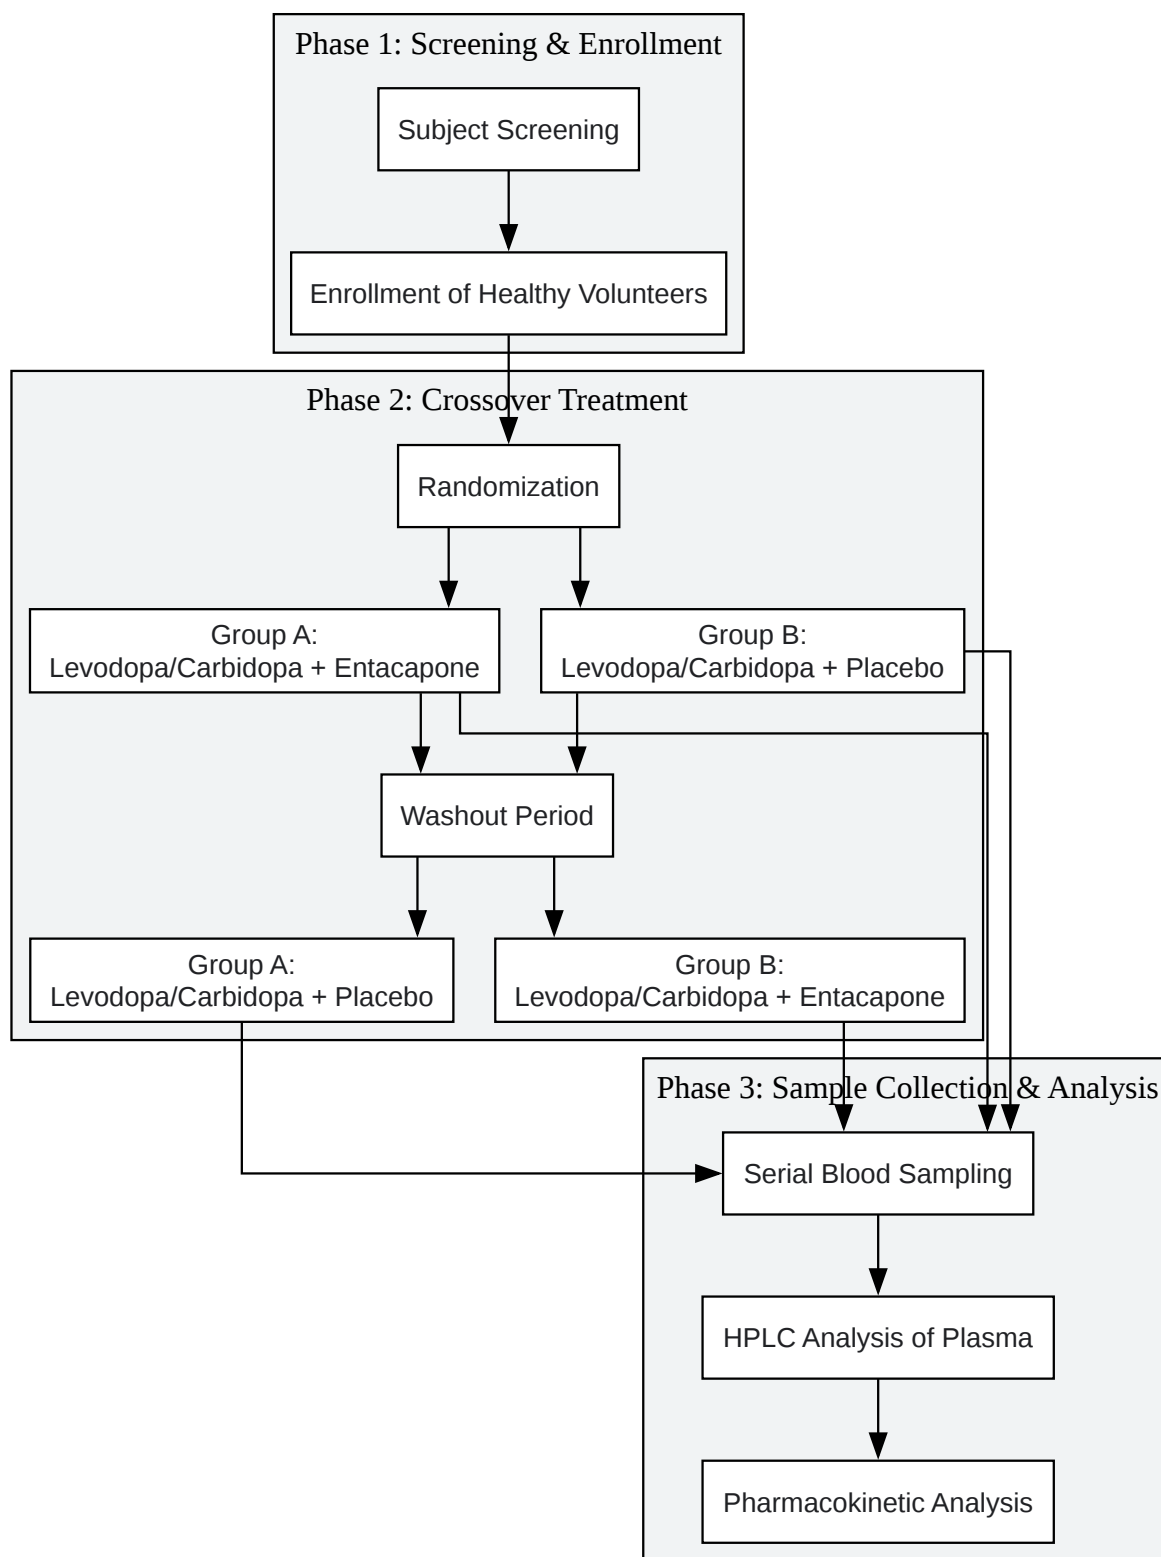 Phase 1: Screening & Enrollment
Subject Screening
Enrollment of Healthy Volunteers
Phase 2: Crossover Treatment
Randomization
Group A:
Levodopa/Carbidopa + Entacapone
Group B:
Levodopa/Carbidopa + Placebo
Washout Period
Group A:
Levodopa/Carbidopa + Placebo
Group B:
Levodopa/Carbidopa + Entacapone
Phase 3: Sample Collection & Analysis
Serial Blood Sampling
HPLC Analysis of Plasma
Pharmacokinetic Analysis